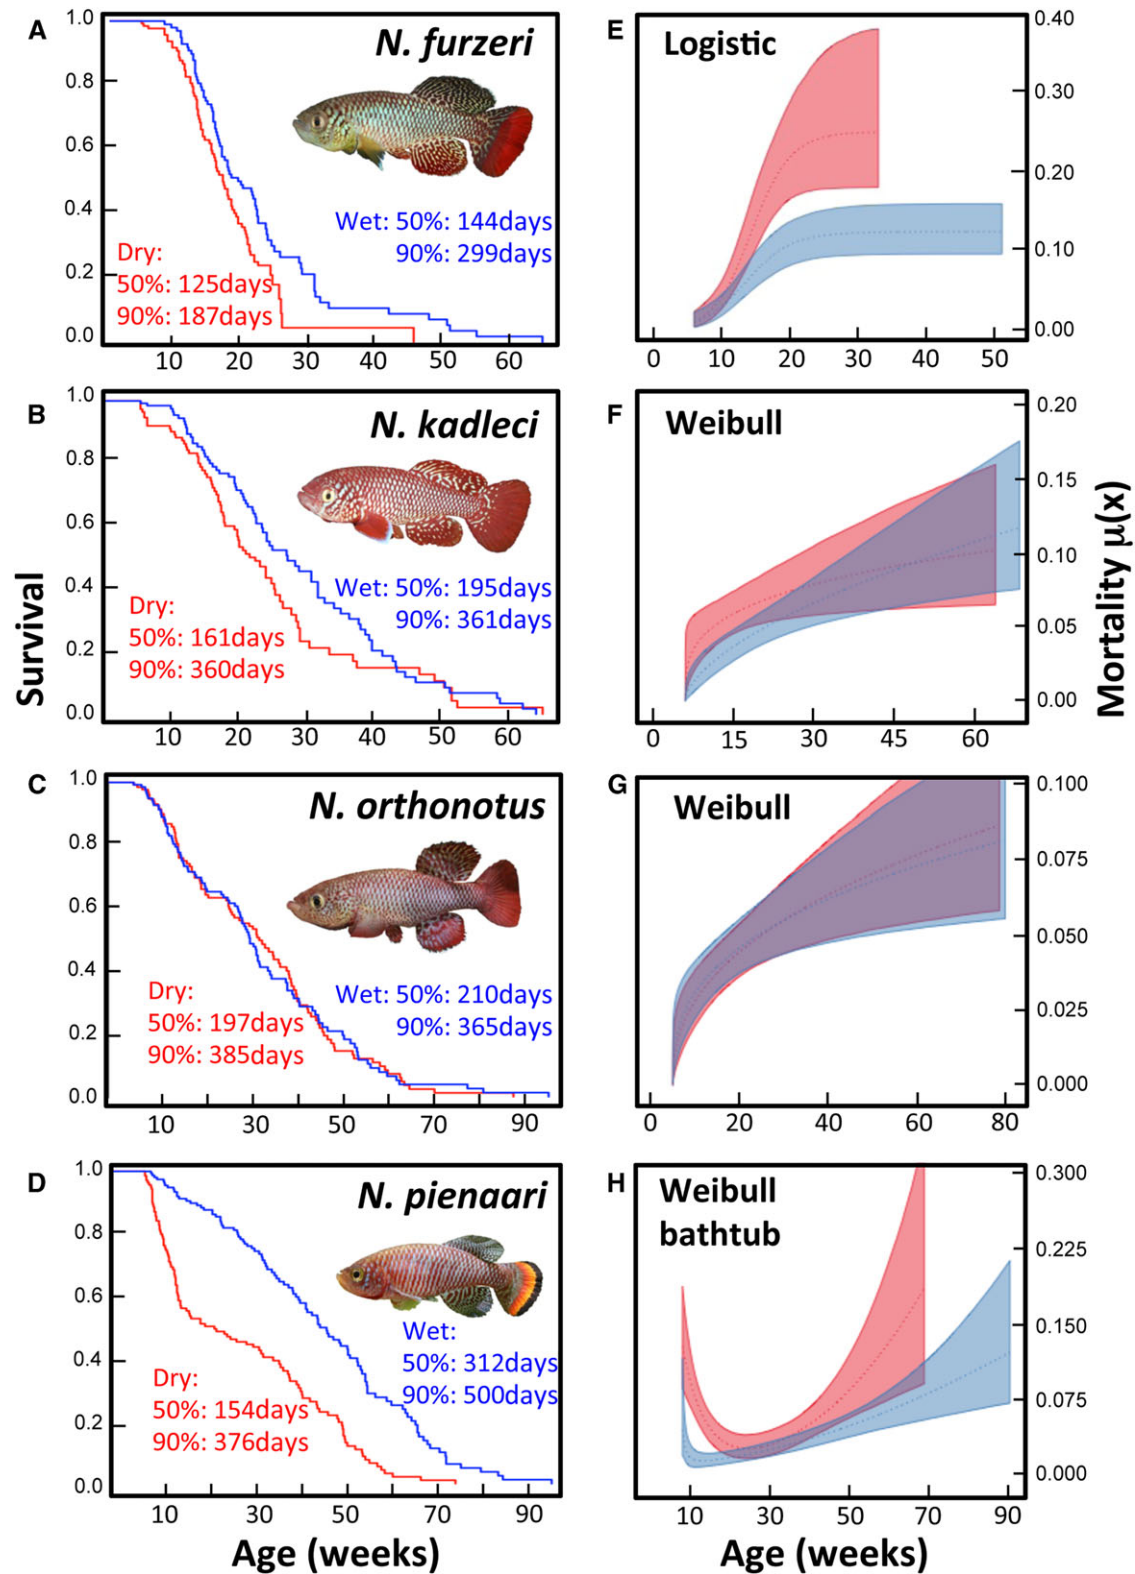 A
N. furzeri
1.0
0.8
0.6
0.4
0.2
0.0
Wet: 50%: 144days
90%: 299days
Dry:
50%: 125days
90%: 187days
10 20 30 40 50 60
E
Logistic
0.40
0.30
0.20
0.10
0.00
0 10 20 30 40 50
B
N. kadleci
1.0
0.8
0.6
0.4
0.2
0.0
Wet: 50%: 195days
90%: 361days
Dry:
50%: 161days
90%: 360days
10 20 30 40 50 60
F
Weibull
0.20
0.15
0.10
0.05
0.00
0 15 30 45 60
Survival
Mortality µ(x)
C
N. orthonotus
1.0
0.8
0.6
0.4
0.2
0.0
Dry:
50%: 197days
90%: 385days
Wet: 50%: 210days
90%: 365days
10 30 50 70 90
G
Weibull
0.100
0.075
0.050
0.025
0.000
0 20 40 60 80
D
N. pienaari
1.0
0.8
0.6
0.4
0.2
0.0
Wet:
50%: 312days
90%: 500days
Dry:
50%: 154days
90%: 376days
10 30 50 70 90
Age (weeks)
H
Weibull
bathtub
0.300
0.225
0.150
0.075
0.000
10 30 50 70 90
Age (weeks)